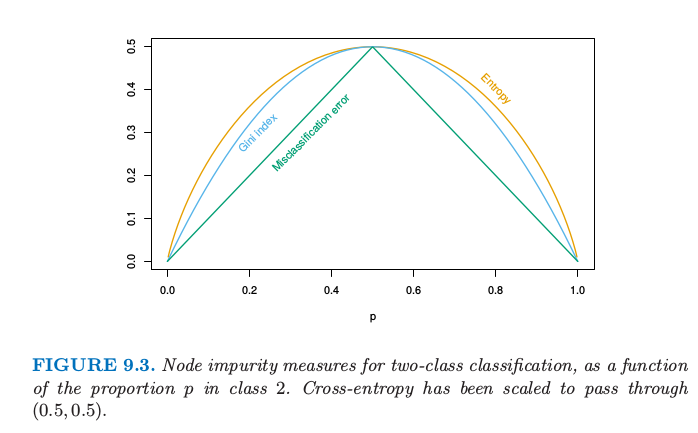 0.5
0.4
0.3
0.2
0.1
0.0
Entropy
Gini index
Misclassification error
0.0 0.2 0.4 0.6 0.8 1.0
p
FIGURE 9.3. Node impurity measures for two-class classification, as a function
of the proportion p in class 2. Cross-entropy has been scaled to pass through
(0.5, 0.5).